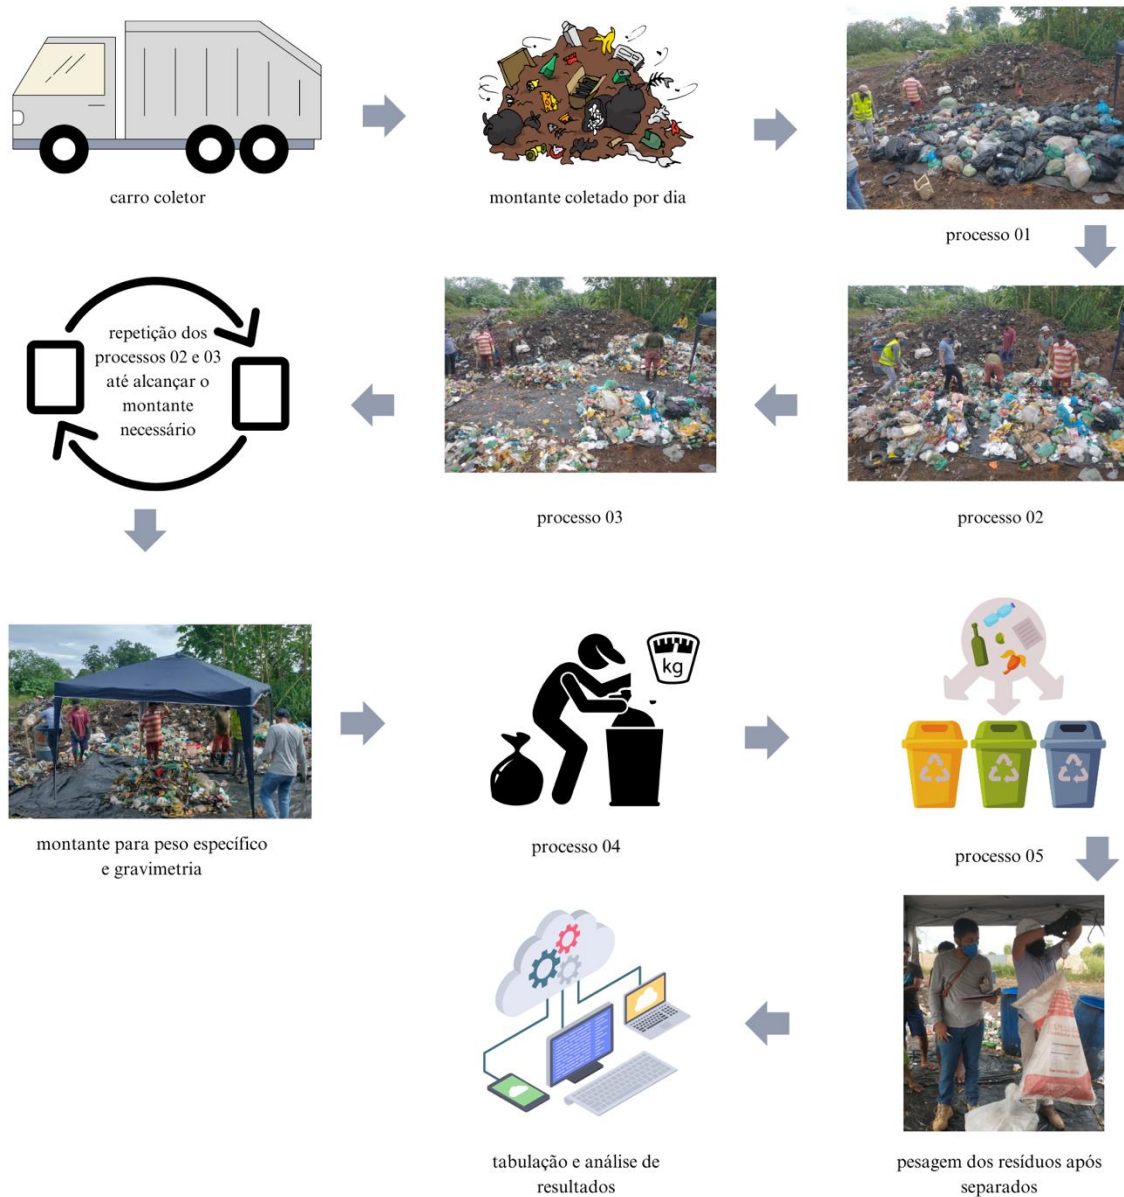 carro coletor
montante coletado por dia
processo 01
repetição dos
processos 02 e 03
até alcançar o
montante
necessário
processo 03
processo 02
montante para peso específico
e gravimetria
kg
processo 04
processo 05
tabulação e análise de
resultados
pesagem dos resíduos após
separados